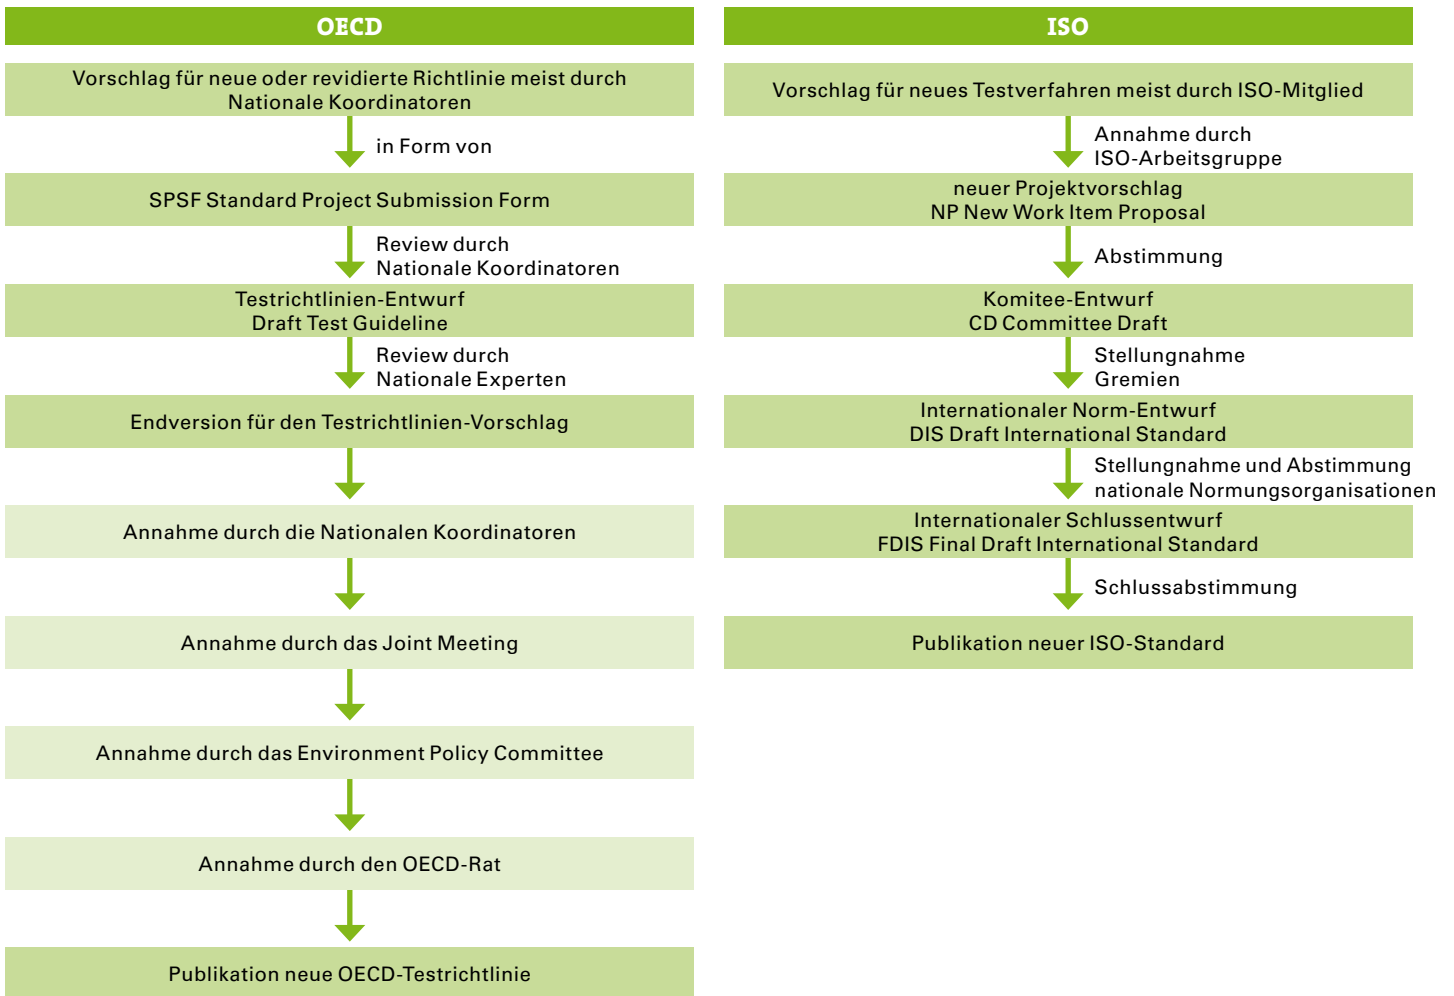 OECD
Vorschlag für neue oder revidierte Richtlinie meist durch
Nationale Koordinatoren
in Form von
SPSF Standard Project Submission Form
Review durch
Nationale Koordinatoren
Testrichtlinien-Entwurf
Draft Test Guideline
Review durch
Nationale Experten
Endversion für den Testrichtlinien-Vorschlag
Annahme durch die Nationalen Koordinatoren
Annahme durch das Joint Meeting
Annahme durch das Environment Policy Committee
Annahme durch den OECD-Rat
Publikation neue OECD-Testrichtlinie
ISO
Vorschlag für neues Testverfahren meist durch ISO-Mitglied
Annahme durch
ISO-Arbeitsgruppe
neuer Projektvorschlag
NP New Work Item Proposal
Abstimmung
Komitee-Entwurf
CD Committee Draft
Stellungnahme
Gremien
Internationaler Norm-Entwurf
DIS Draft International Standard
Stellungnahme und Abstimmung
nationale Normungsorganisationen
Internationaler Schlussentwurf
FDIS Final Draft International Standard
Schlussabstimmung
Publikation neuer ISO-Standard